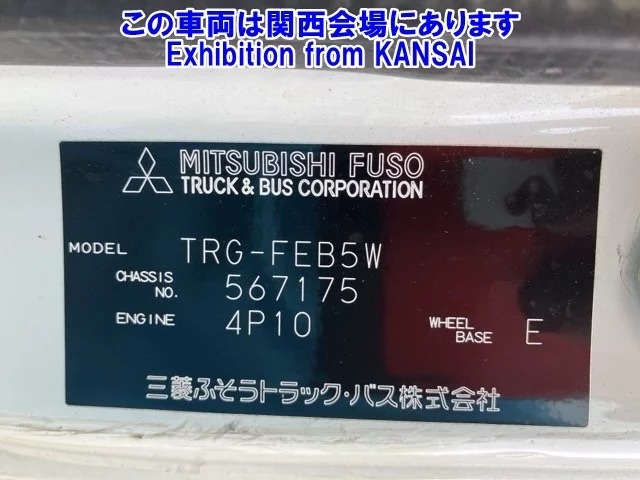 この車両は関西会場にあります
Exhibition from KANSAI
MITSUBISHI FUSO
TRUCK & BUS CORPORATION
MODEL TRG-FEB5W
CHASSIS NO. 567175
ENGINE 4P10 WHEEL BASE E
三菱ふそうトラック・バス株式会社